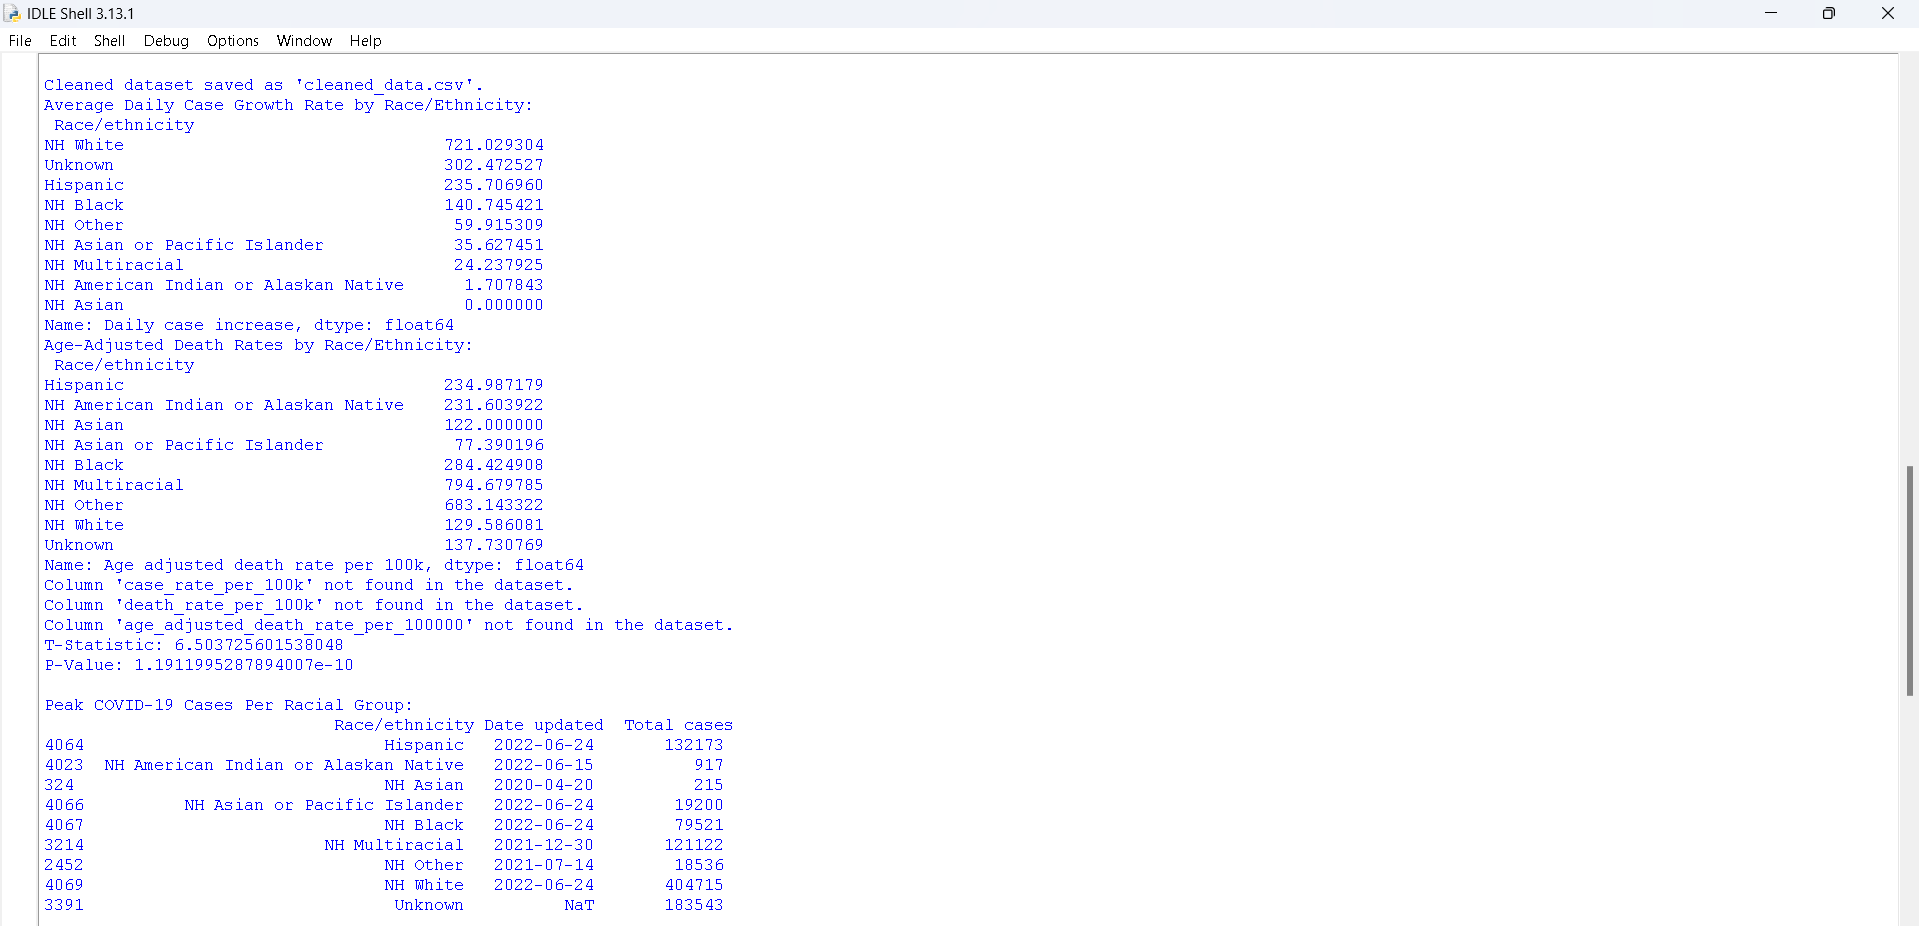 IDLE Shell 3.13.1
File Edit Shell Debug Options Window Help
Cleaned dataset saved as 'cleaned_data.csv'.
Average Daily Case Growth Rate by Race/Ethnicity:
Race/ethnicity
NH White 721.029304
Unknown 302.472527
Hispanic 235.706960
NH Black 140.745421
NH Other 59.915309
NH Asian or Pacific Islander 35.627451
NH Multiracial 24.237925
NH American Indian or Alaskan Native 1.707843
NH Asian 0.000000
Name: Daily case increase, dtype: float64
Age-Adjusted Death Rates by Race/Ethnicity:
Race/ethnicity
Hispanic 234.987179
NH American Indian or Alaskan Native 231.603922
NH Asian 122.000000
NH Asian or Pacific Islander 77.390196
NH Black 284.424908
NH Multiracial 794.679785
NH Other 683.143322
NH White 129.586081
Unknown 137.730769
Name: Age adjusted death rate per 100k, dtype: float64
Column 'case_rate_per_100k' not found in the dataset.
Column 'death_rate_per_100k' not found in the dataset.
Column 'age_adjusted_death_rate_per_100000' not found in the dataset.
T-Statistic: 6.503725601538048
P-Value: 1.1911995287894007e-10
Peak COVID-19 Cases Per Racial Group:
Race/ethnicity Date updated Total cases
4064 Hispanic 2022-06-24 132173
4023 NH American Indian or Alaskan Native 2022-06-15 917
324 NH Asian 2020-04-20 215
4066 NH Asian or Pacific Islander 2022-06-24 19200
4067 NH Black 2022-06-24 79521
3214 NH Multiracial 2021-12-30 121122
2452 NH Other 2021-07-14 18536
4069 NH White 2022-06-24 404715
3391 Unknown NaT 183543